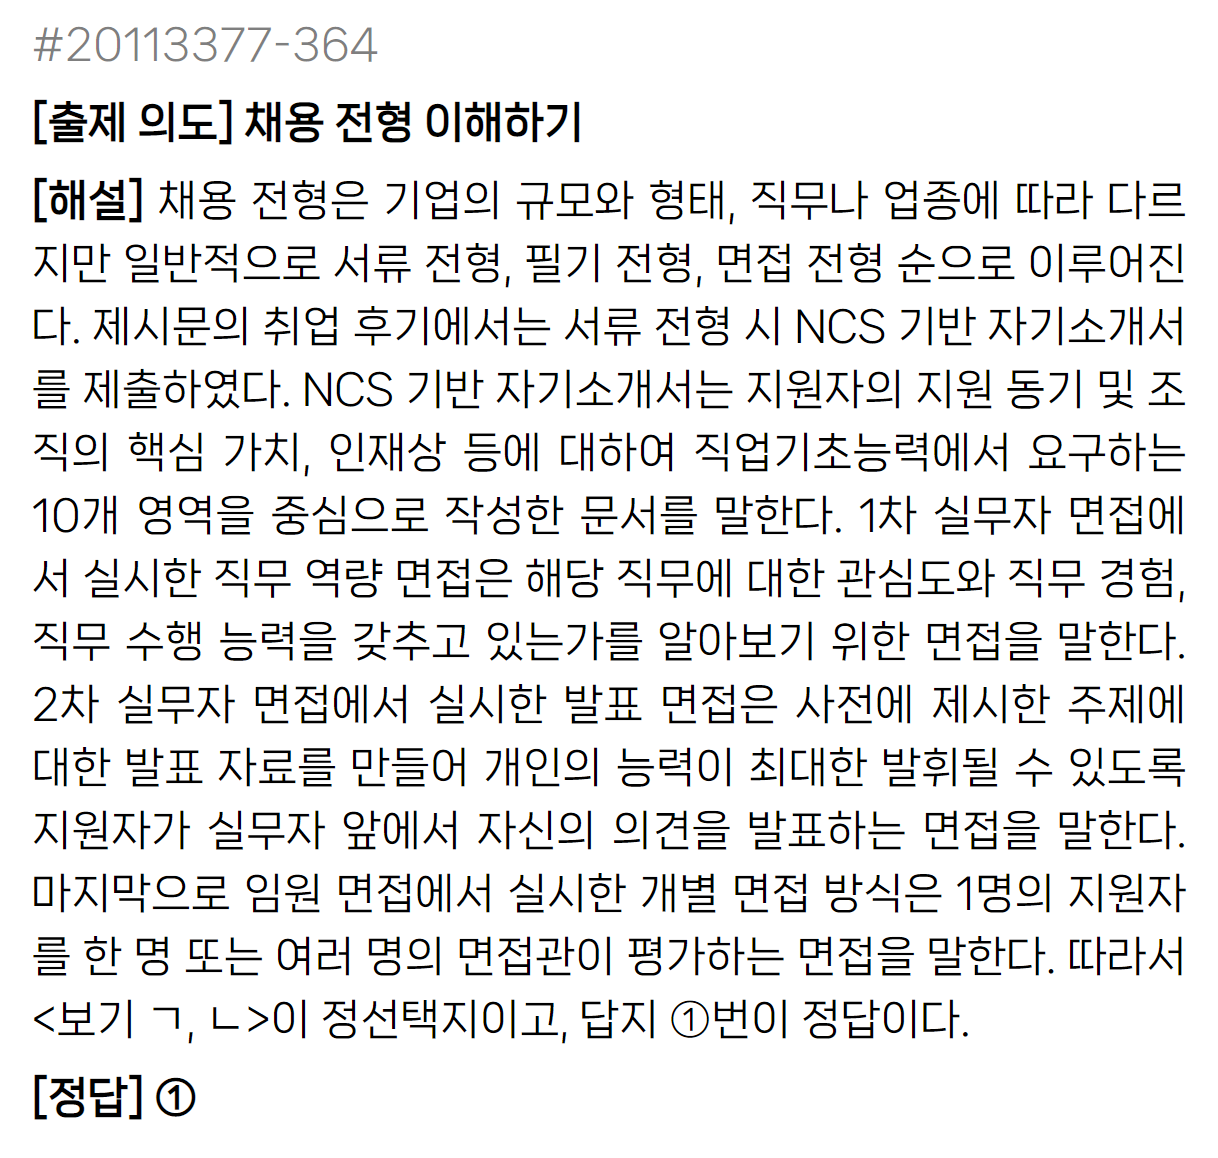 #20113377-364
[출제 의도] 채용 전형 이해하기
[해설] 채용 전형은 기업의 규모와 형태, 직무나 업종에 따라 다르
지만 일반적으로 서류 전형, 필기 전형, 면접 전형 순으로 이루어진
다. 제시문의 취업 후기에서는 서류 전형 시 NCS 기반 자기소개서
를 제출하였다. NCS 기반 자기소개서는 지원자의 지원 동기 및 조
직의 핵심 가치, 인재상 등에 대하여 직업기초능력에서 요구하는
10개 영역을 중심으로 작성한 문서를 말한다. 1차 실무자 면접에
서 실시한 직무 역량 면접은 해당 직무에 대한 관심도와 직무 경험,
직무 수행 능력을 갖추고 있는가를 알아보기 위한 면접을 말한다.
2차 실무자 면접에서 실시한 발표 면접은 사전에 제시한 주제에
대한 발표 자료를 만들어 개인의 능력이 최대한 발휘될 수 있도록
지원자가 실무자 앞에서 자신의 의견을 발표하는 면접을 말한다.
마지막으로 임원 면접에서 실시한 개별 면접 방식은 1명의 지원자
를 한 명 또는 여러 명의 면접관이 평가하는 면접을 말한다. 따라서
<보기 ㄱ, ㄴ>이 정선택지이고, 답지 ①번이 정답이다.
[정답] ①